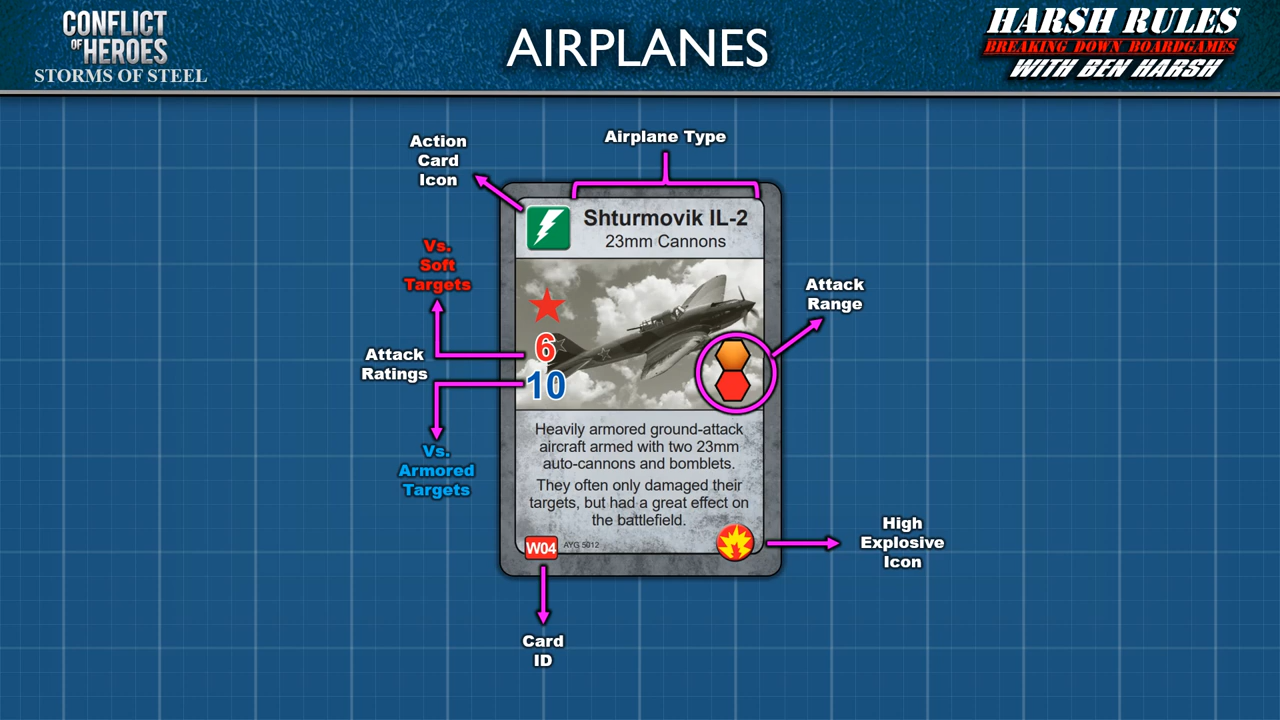 CONFLICT
OF
HEROES
STORMS OF STEEL
AIRPLANES
HARSH RULES
BREAKING DOWN BOARDGAMES
WITH BEN HARSH
Action
Card
Icon
Airplane Type
Shturmovik IL-2
23mm Cannons
Vs.
Soft
Targets
Attack
Range
6
Attack
Ratings
10
Vs.
Armored
Targets
Heavily armored ground-attack
aircraft armed with two 23mm
auto-cannons and bomblets.
They often only damaged their
targets, but had a great effect on
the battlefield.
W04
AYG 5012
High
Explosive
Icon
Card
ID